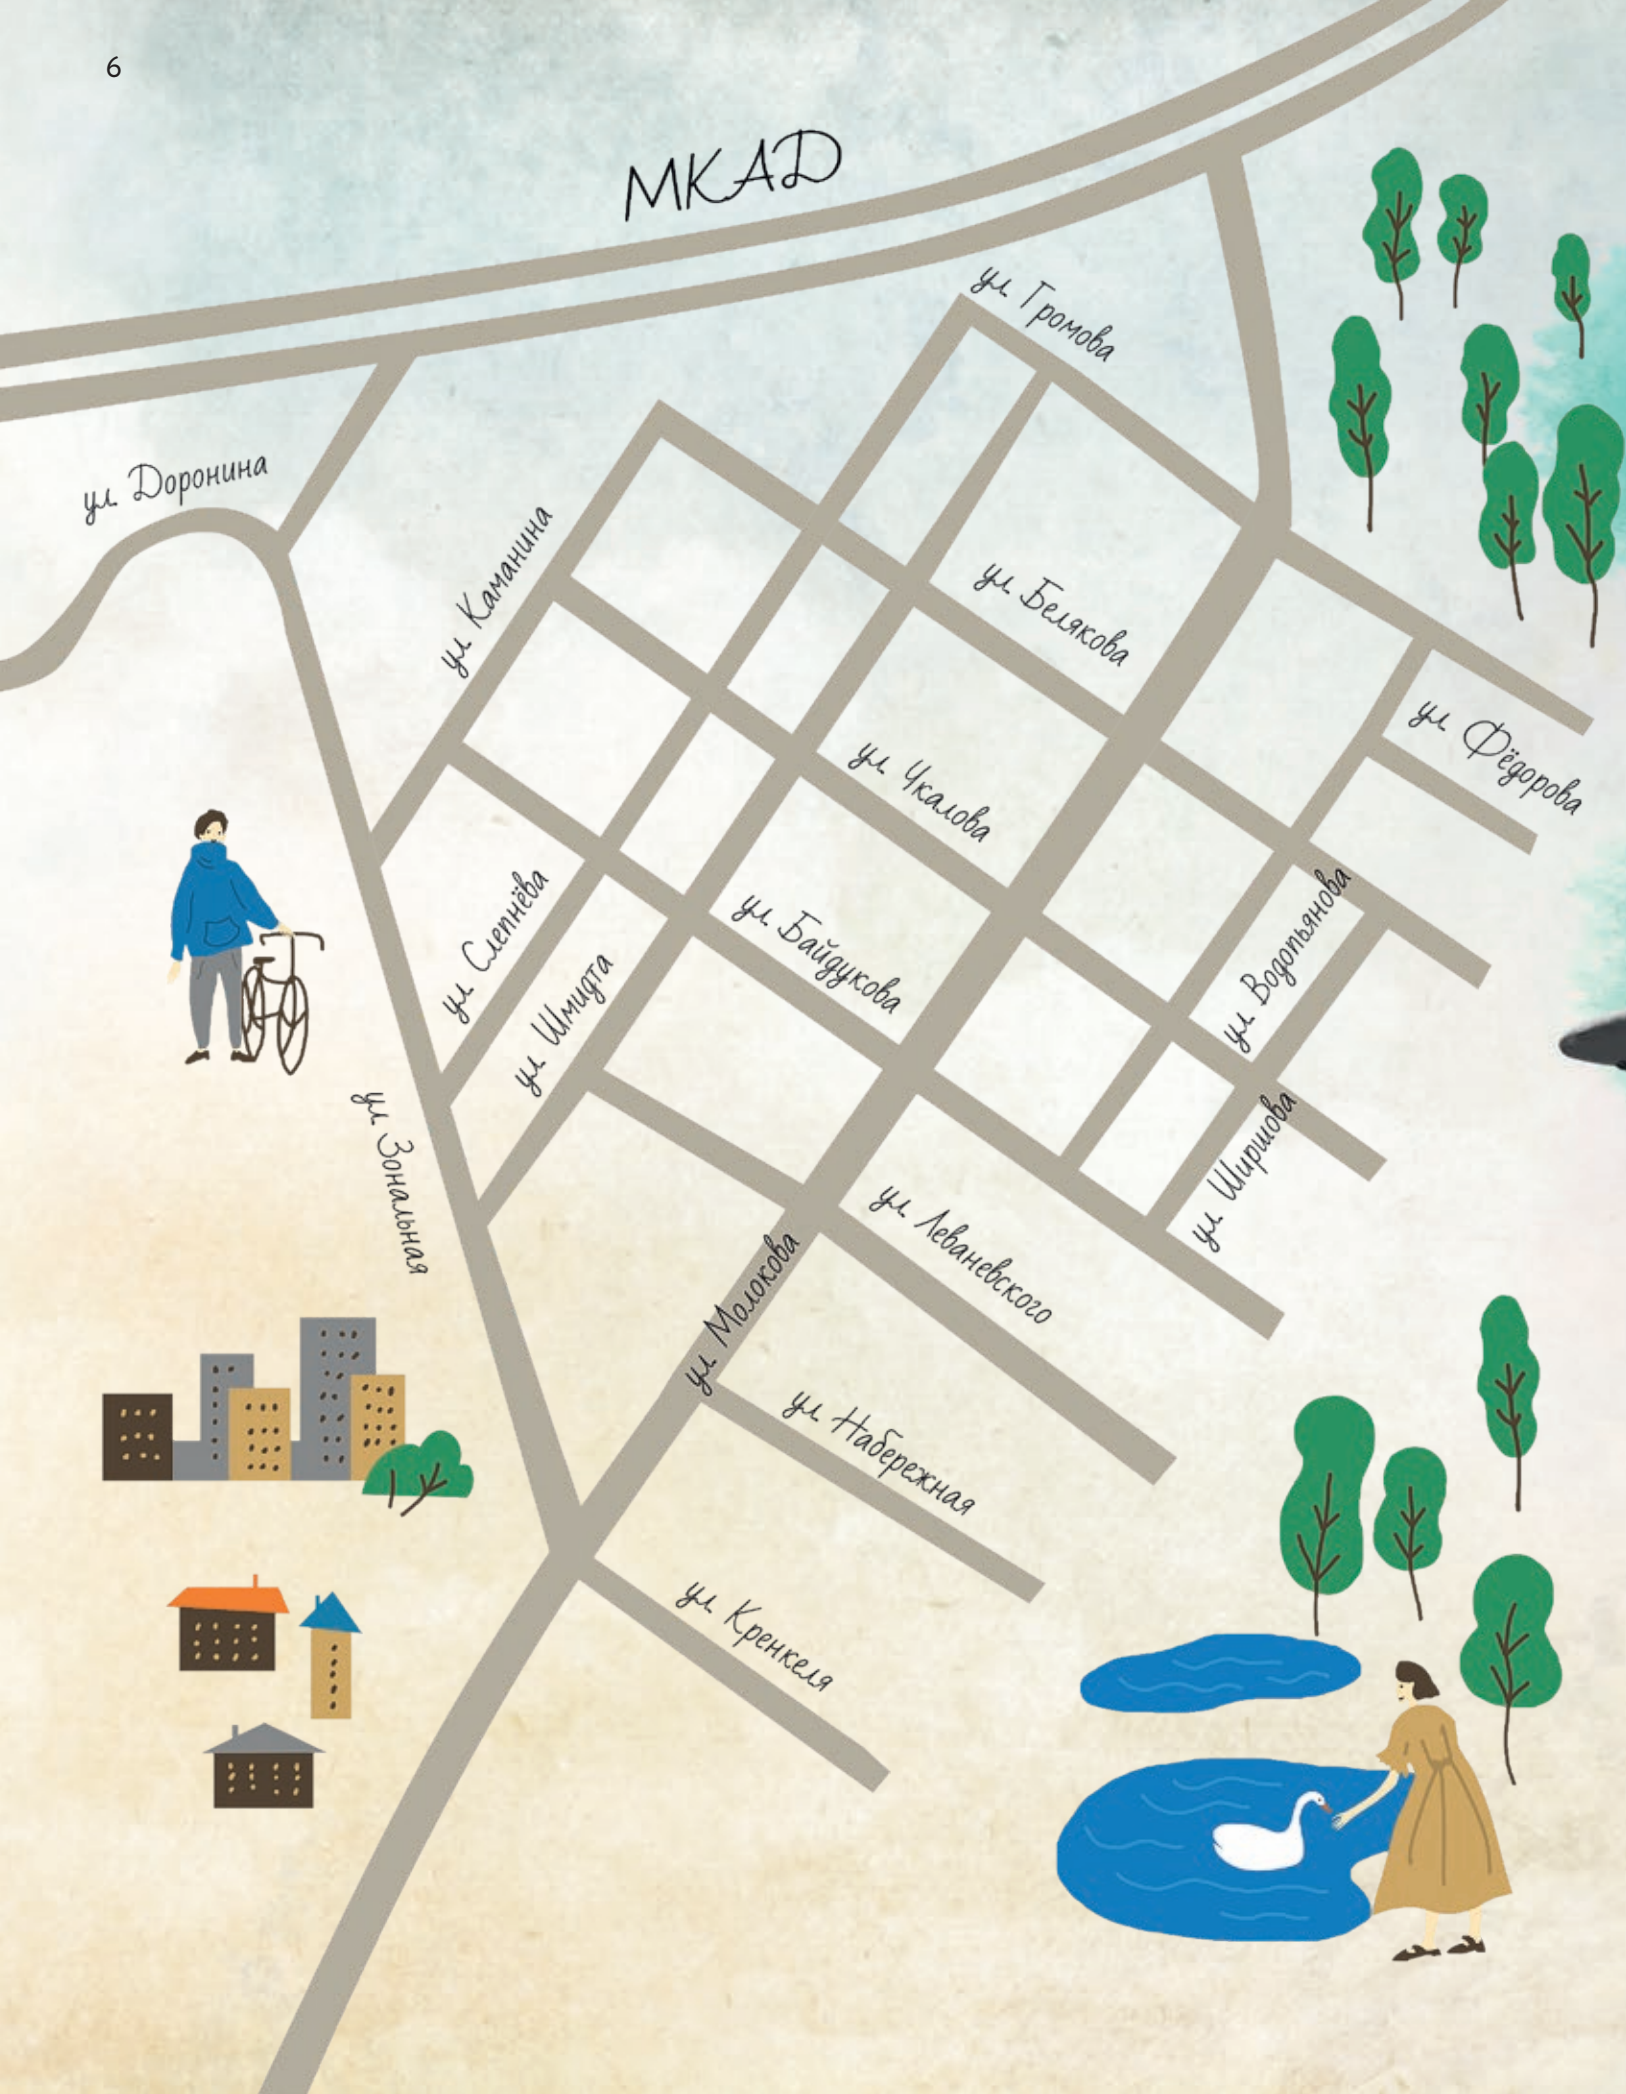 6
МКАД
ул. Громова
ул. Доронина
ул. Каманина
ул. Белякова
ул. Фёдорова
ул. Чкалова
ул. Водопьянова
ул. Слепнёва
ул. Байдукова
ул. Шмидта
ул. Зональная
ул. Ширшова
ул. Леваневского
ул. Молокова
ул. Набережная
ул. Кренкеля